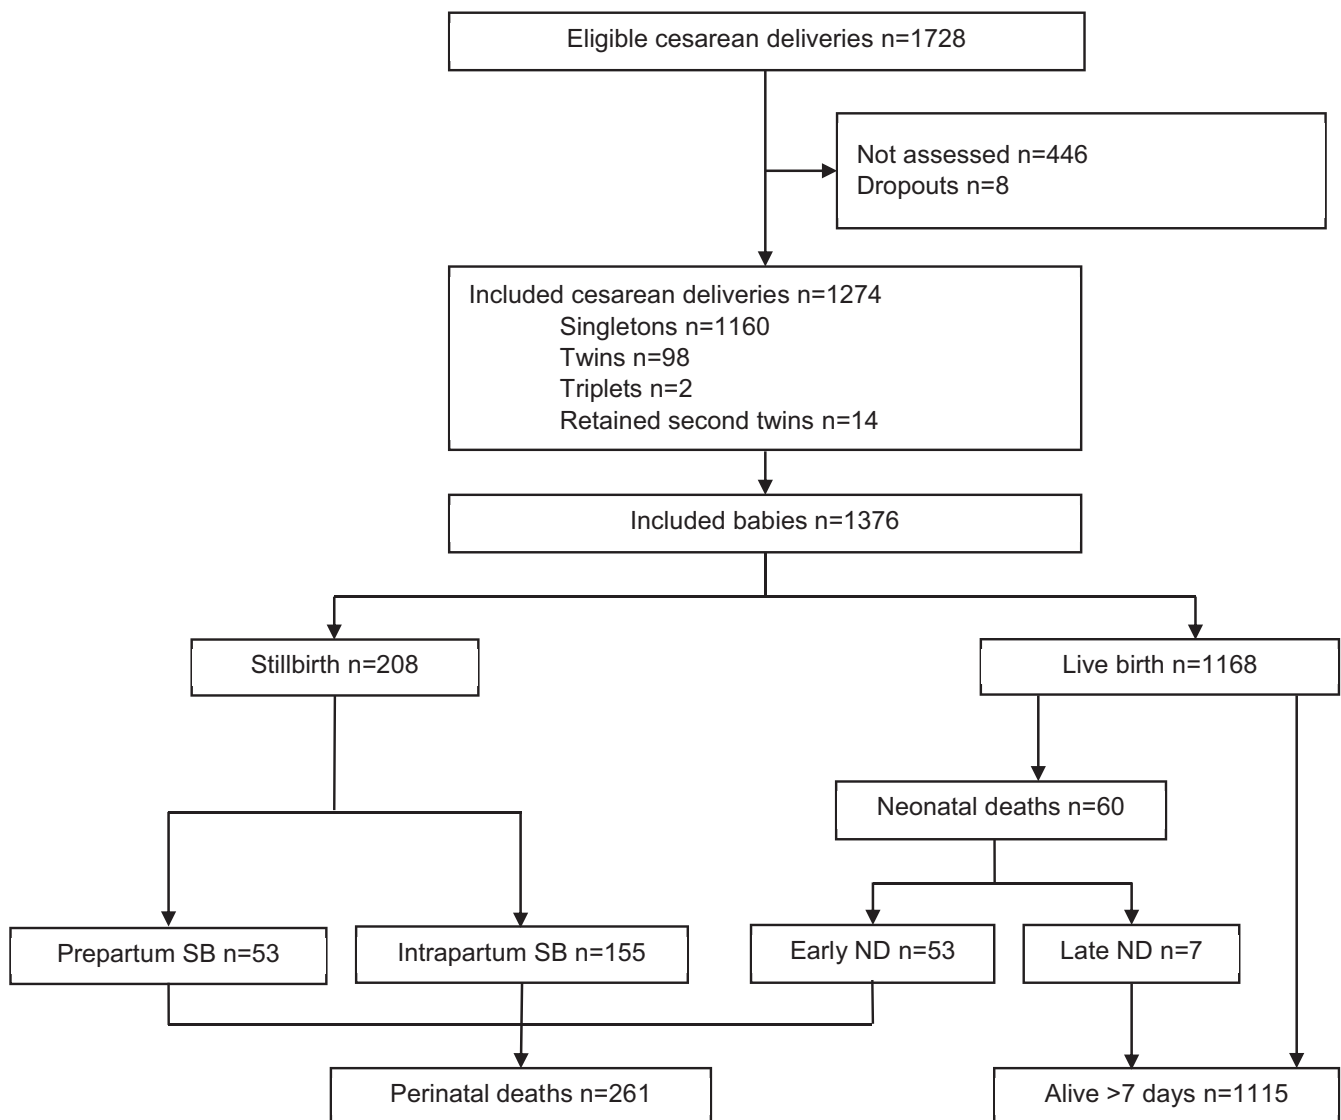 Eligible cesarean deliveries n=1728
Not assessed n=446
Dropouts n=8
Included cesarean deliveries n=1274
Singletons n=1160
Twins n=98
Triplets n=2
Retained second twins n=14
Included babies n=1376
Stillbirth n=208
Live birth n=1168
Neonatal deaths n=60
Prepartum SB n=53
Intrapartum SB n=155
Early ND n=53
Late ND n=7
Perinatal deaths n=261
Alive >7 days n=1115